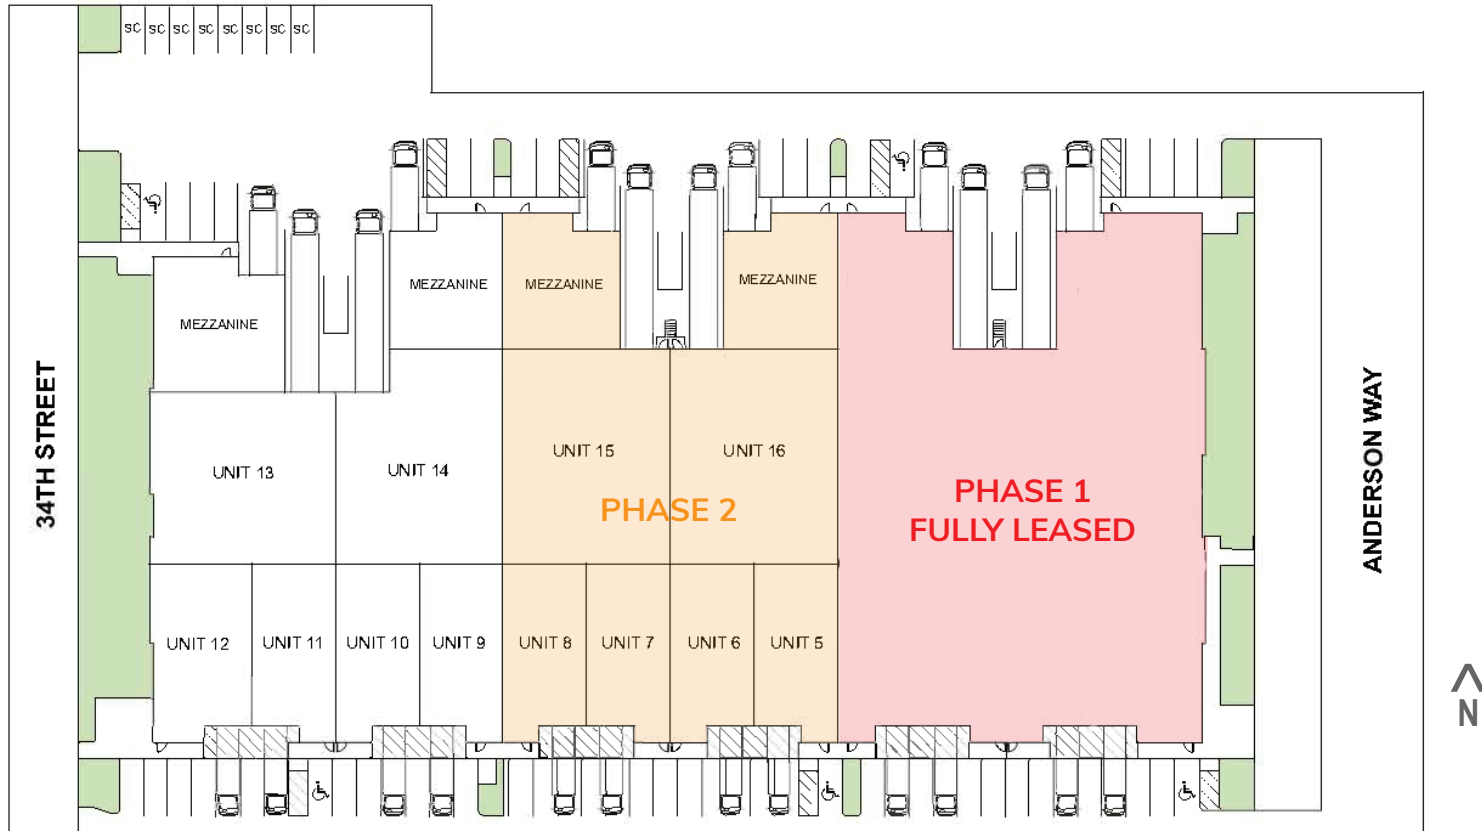 SC SC SC SC SC SC SC SC
MEZZANINE
MEZZANINE
MEZZANINE
MEZZANINE
34TH STREET
ANDERSON WAY
UNIT 13
UNIT 14
UNIT 15
UNIT 16
PHASE 2
PHASE 1
FULLY LEASED
UNIT 12
UNIT 11
UNIT 10
UNIT 9
UNIT 8
UNIT 7
UNIT 6
UNIT 5
N